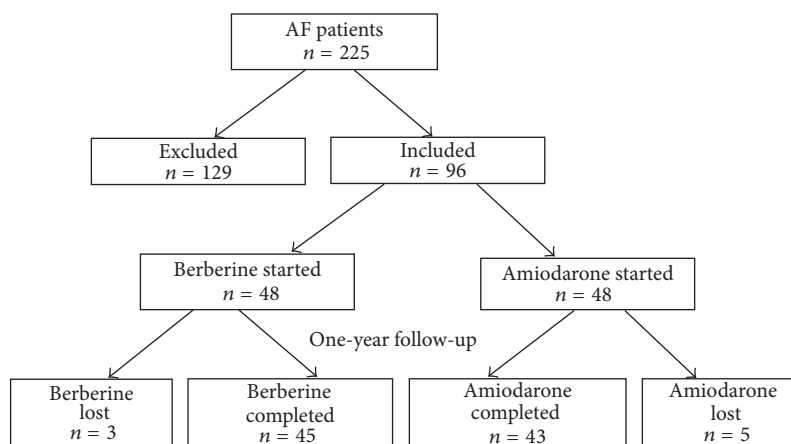 AF patients
n = 225
Excluded
n = 129
Included
n = 96
Berberine started
n = 48
Amiodarone started
n = 48
One-year follow-up
Berberine
lost
n = 3
Berberine
completed
n = 45
Amiodarone
completed
n = 43
Amiodarone
lost
n = 5